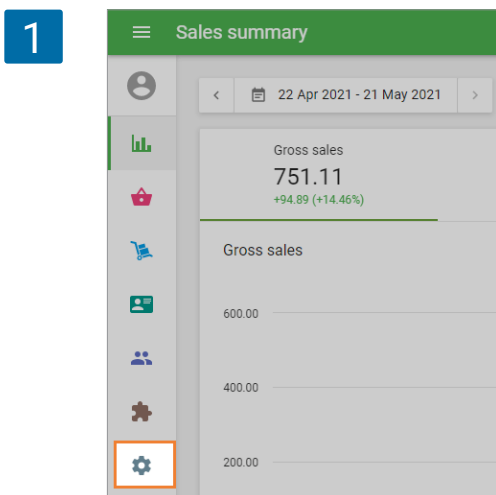 1
Sales summary
22 Apr 2021 - 21 May 2021
Gross sales
751.11
+94.89 (+14.46%)
Gross sales
600.00
400.00
200.00